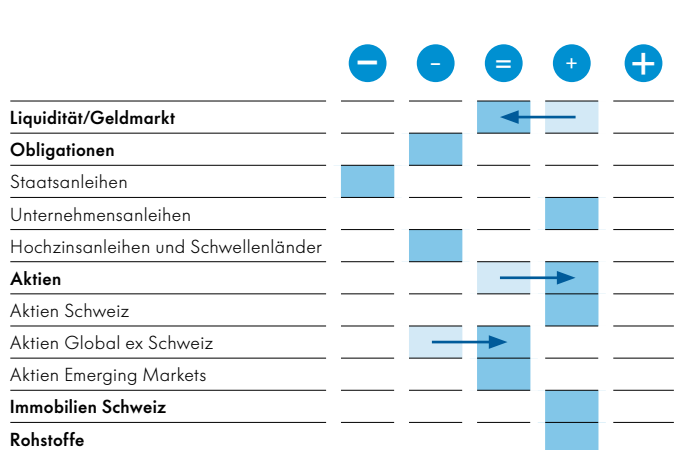 − - = + +
Liquidität/Geldmarkt
Obligationen
Staatsanleihen
Unternehmensanleihen
Hochzinsanleihen und Schwellenländer
Aktien
Aktien Schweiz
Aktien Global ex Schweiz
Aktien Emerging Markets
Immobilien Schweiz
Rohstoffe